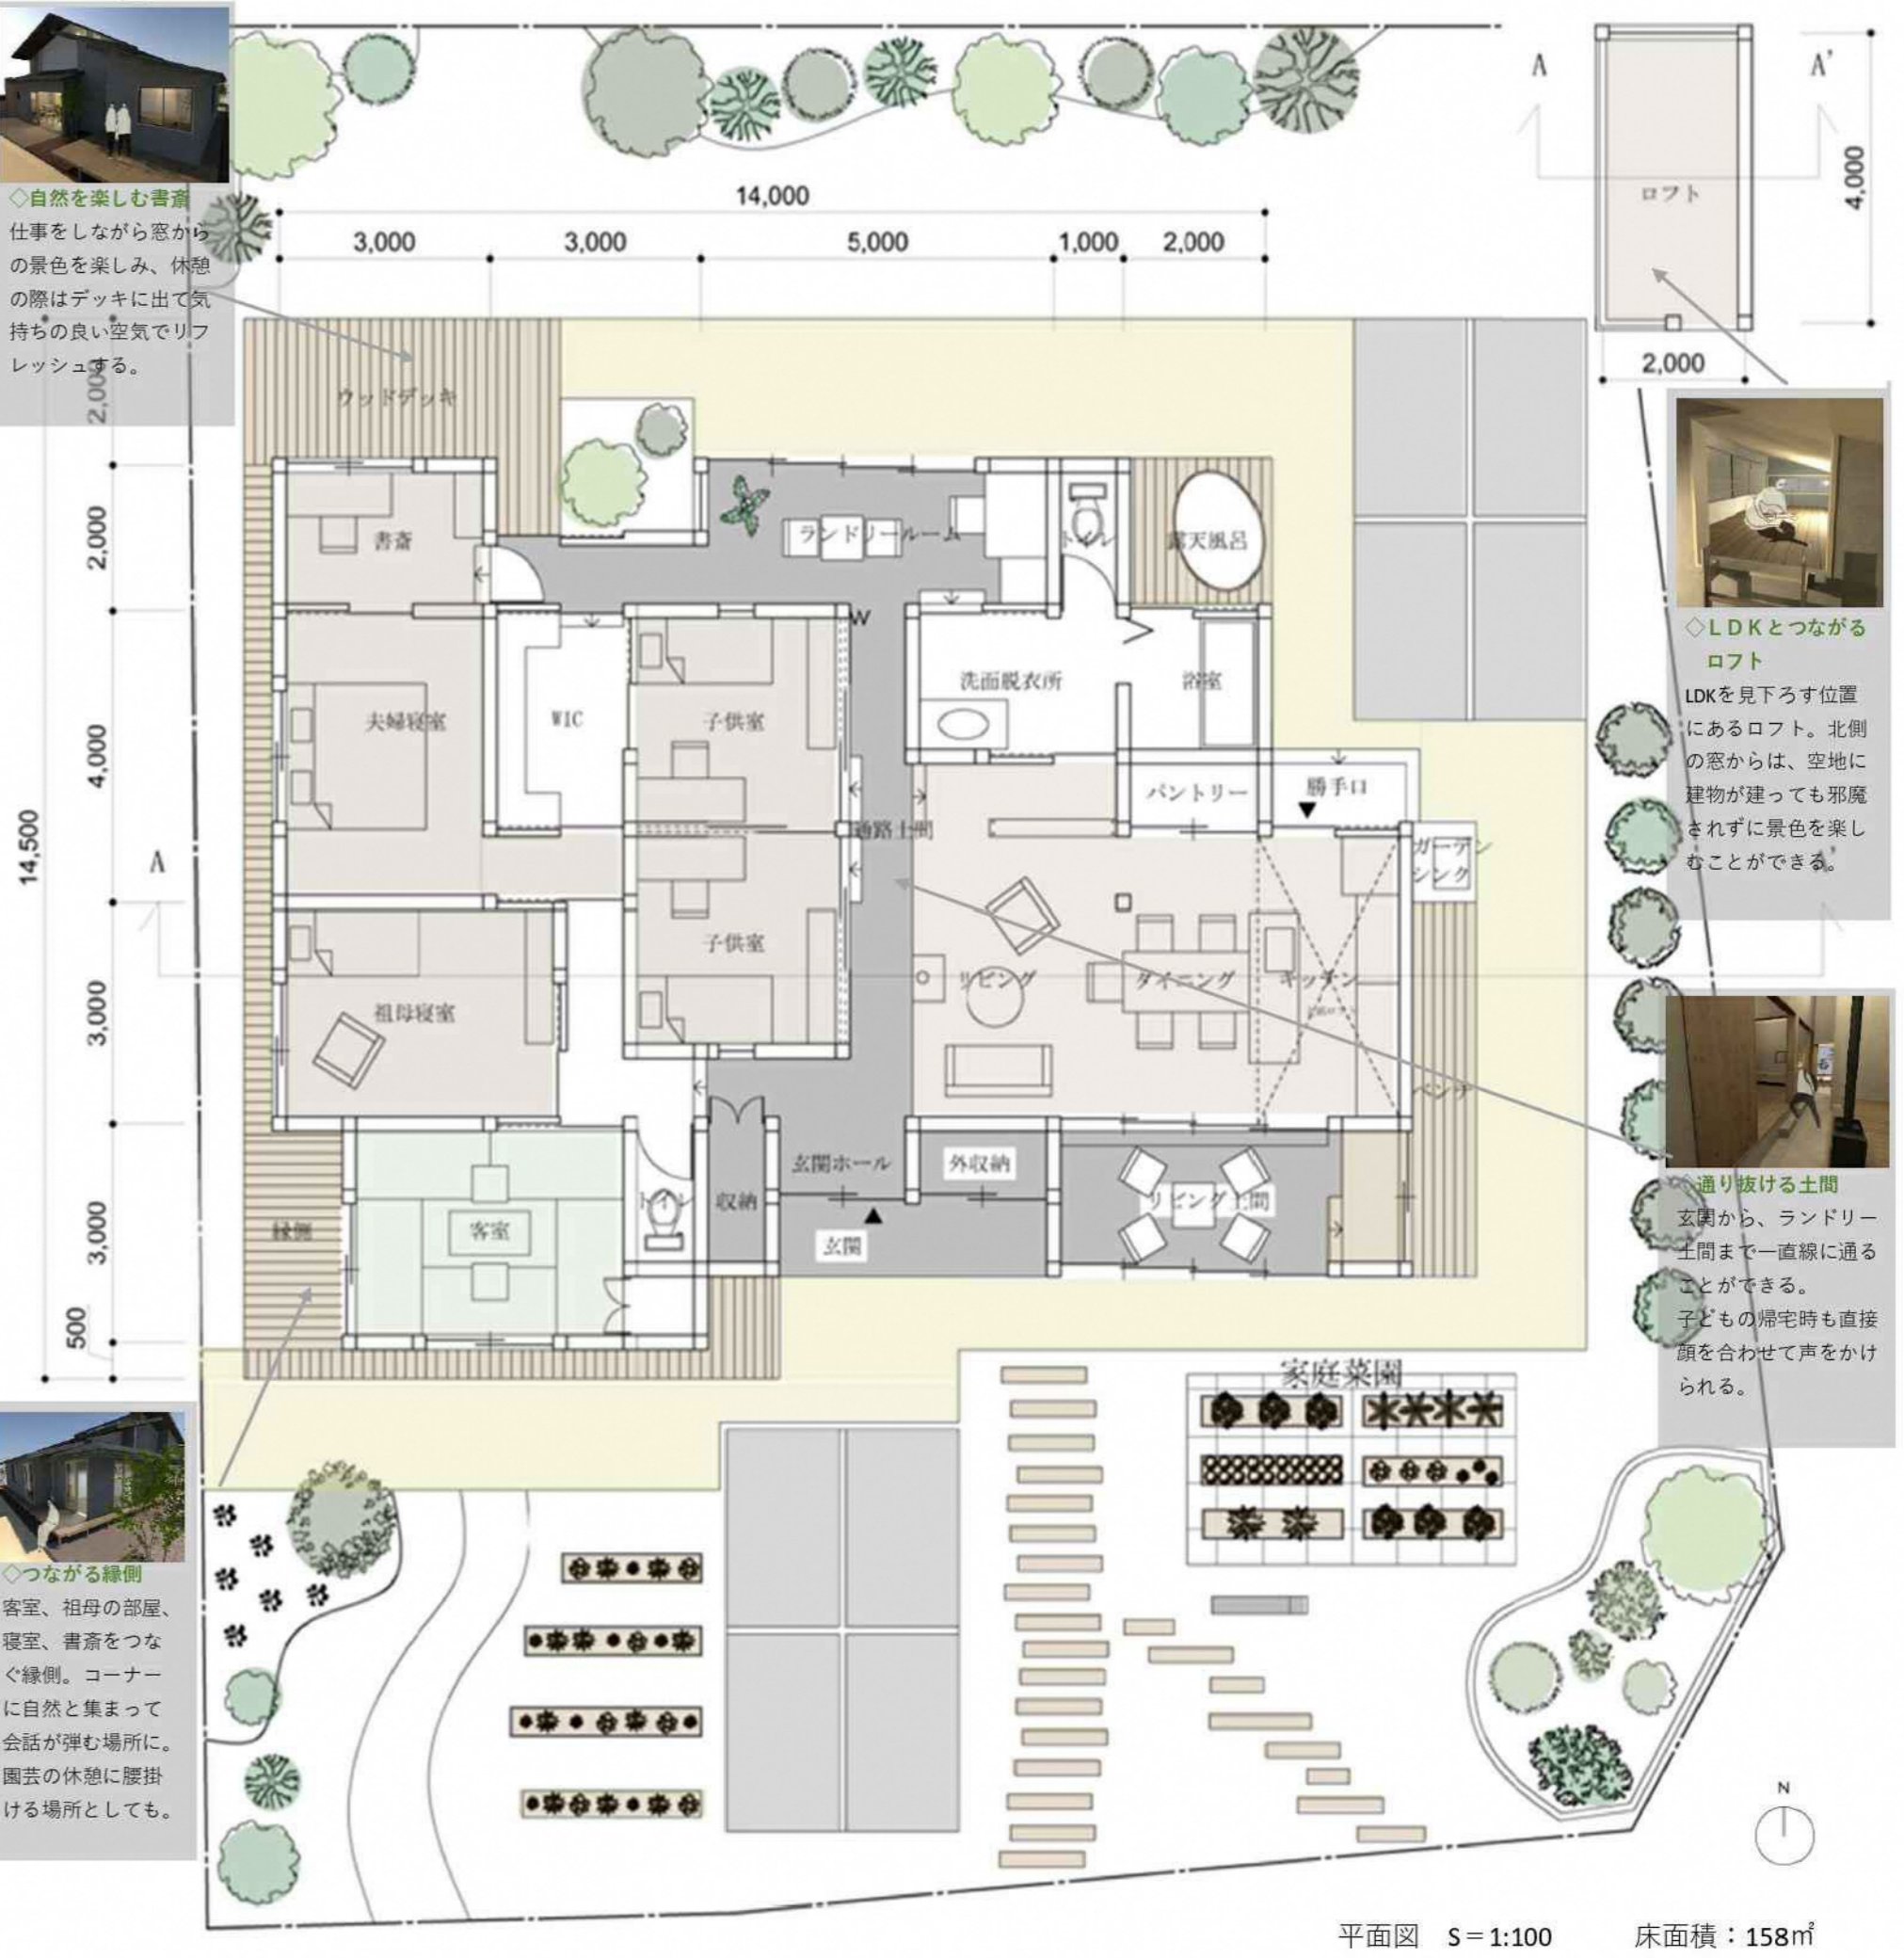 A
A'
4,000
ロフト
2,000
◇自然を楽しむ書斎
仕事をしながら窓から
の景色を楽しみ、休憩
の際はデッキに出て気
持ちの良い空気でリフ
レッシュする。
14,000
3,000
3,000
5,000
1,000
2,000
2,000
2,000
4,000
3,000
3,000
500
14,500
A
ウッドデッキ
書斎
ランドリールーム
トイレ
露天風呂
W
夫婦寝室
WIC
子供室
洗面脱衣所
浴室
パントリー
勝手口
通路土間
ガーデン
シンク
子供室
リビング
ダイニング
キッチン
祖母寝室
ベンチ
玄関ホール
外収納
縁側
客室
トイレ
収納
リビング土間
玄関
家庭菜園
◇LDKとつながる
ロフト
LDKを見下ろす位置
にあるロフト。北側
の窓からは、空地に
建物が建っても邪魔
されずに景色を楽し
むことができる。
◇通り抜ける土間
玄関から、ランドリー
土間まで一直線に通る
ことができる。
子どもの帰宅時も直接
顔を合わせて声をかけ
られる。
◇つながる縁側
客室、祖母の部屋、
寝室、書斎をつな
ぐ縁側。コーナー
に自然と集まって
会話が弾む場所に。
園芸の休憩に腰掛
ける場所としても。
N
平面図 S＝1:100 床面積：158㎡